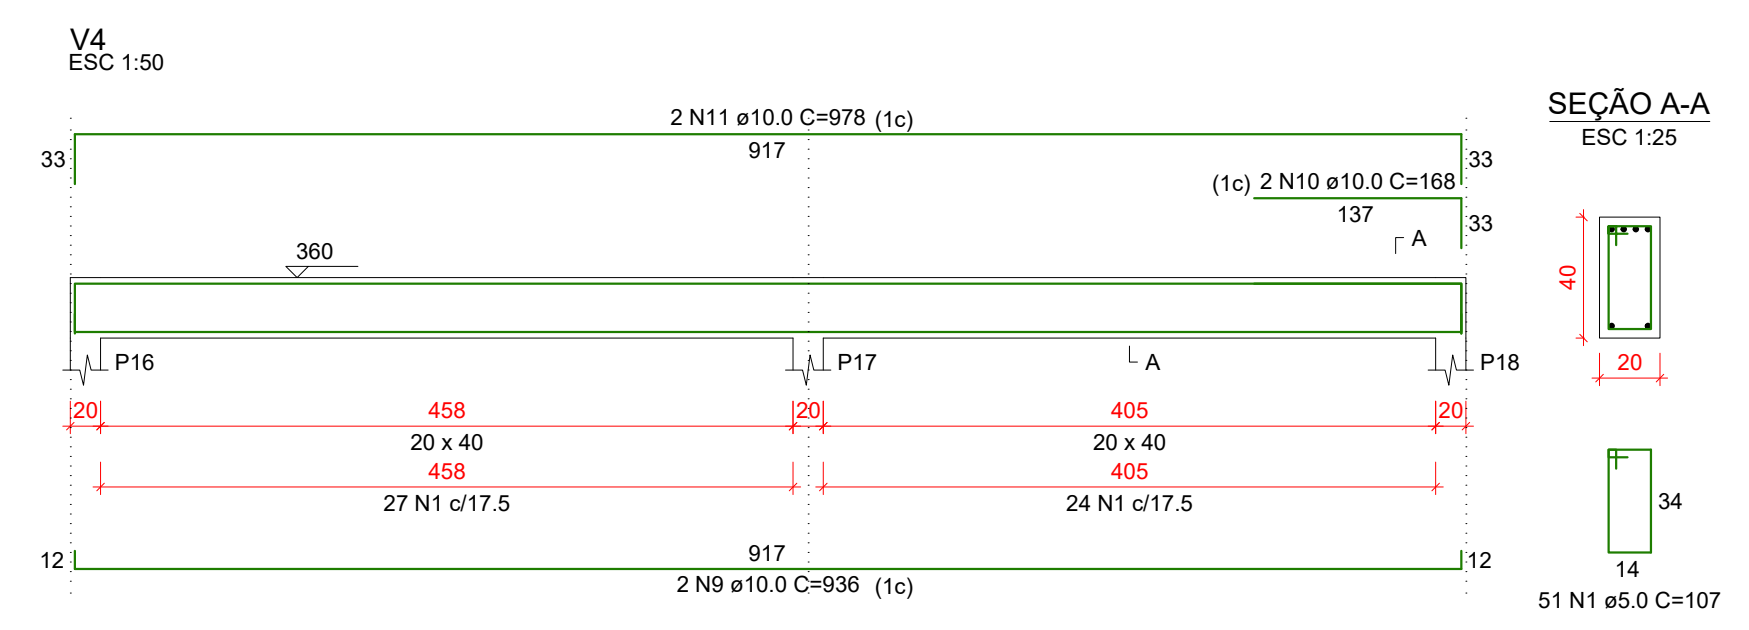 V4
ESC 1:50
2 N11 ø10.0 C=978 (1c)
917
33
33
(1c) 2 N10 ø10.0 C=168
137
33
A
360
P16
P17
A
P18
20
458
20
405
20
20 x 40
20 x 40
458
405
27 N1 c/17.5
24 N1 c/17.5
12
917
12
2 N9 ø10.0 C=936 (1c)
SEÇÃO A-A
ESC 1:25
40
20
34
14
51 N1 ø5.0 C=107